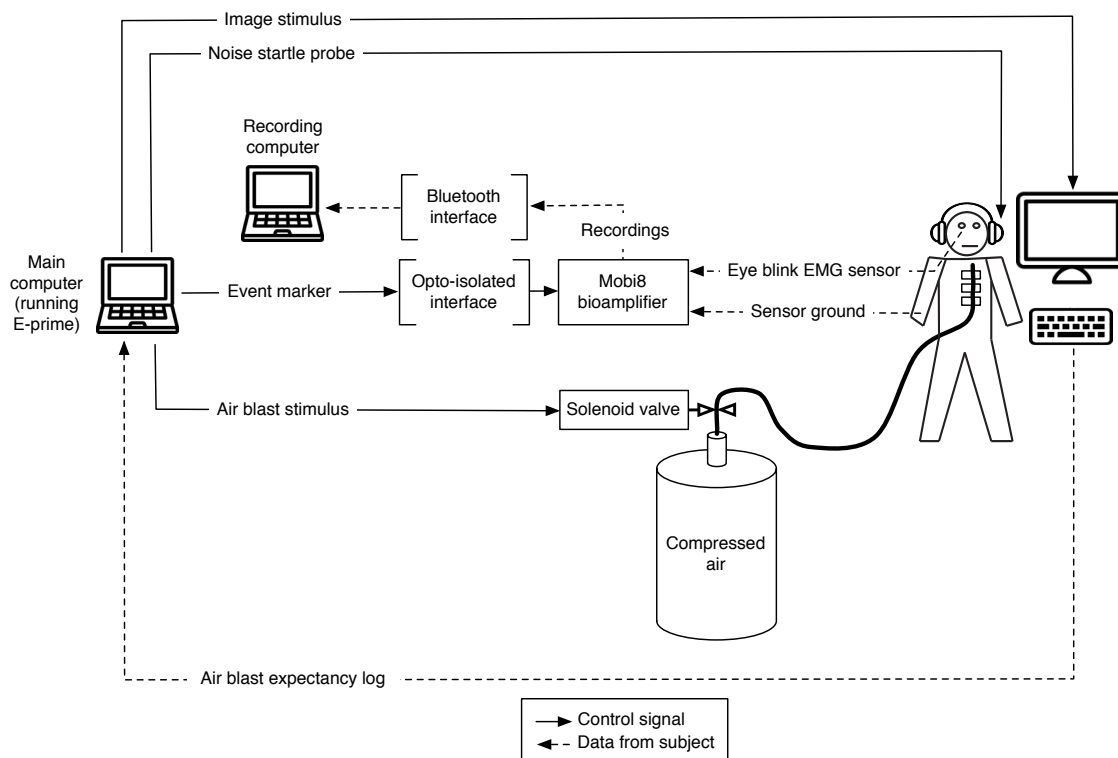 Image stimulus
Noise startle probe
Recording
computer
Bluetooth
interface
Recordings
Main
computer
(running
E-prime)
Event marker
Opto-isolated
interface
Mobi8
bioamplifier
Eye blink EMG sensor
Sensor ground
Air blast stimulus
Solenoid valve
Compressed
air
Air blast expectancy log
Control signal
Data from subject